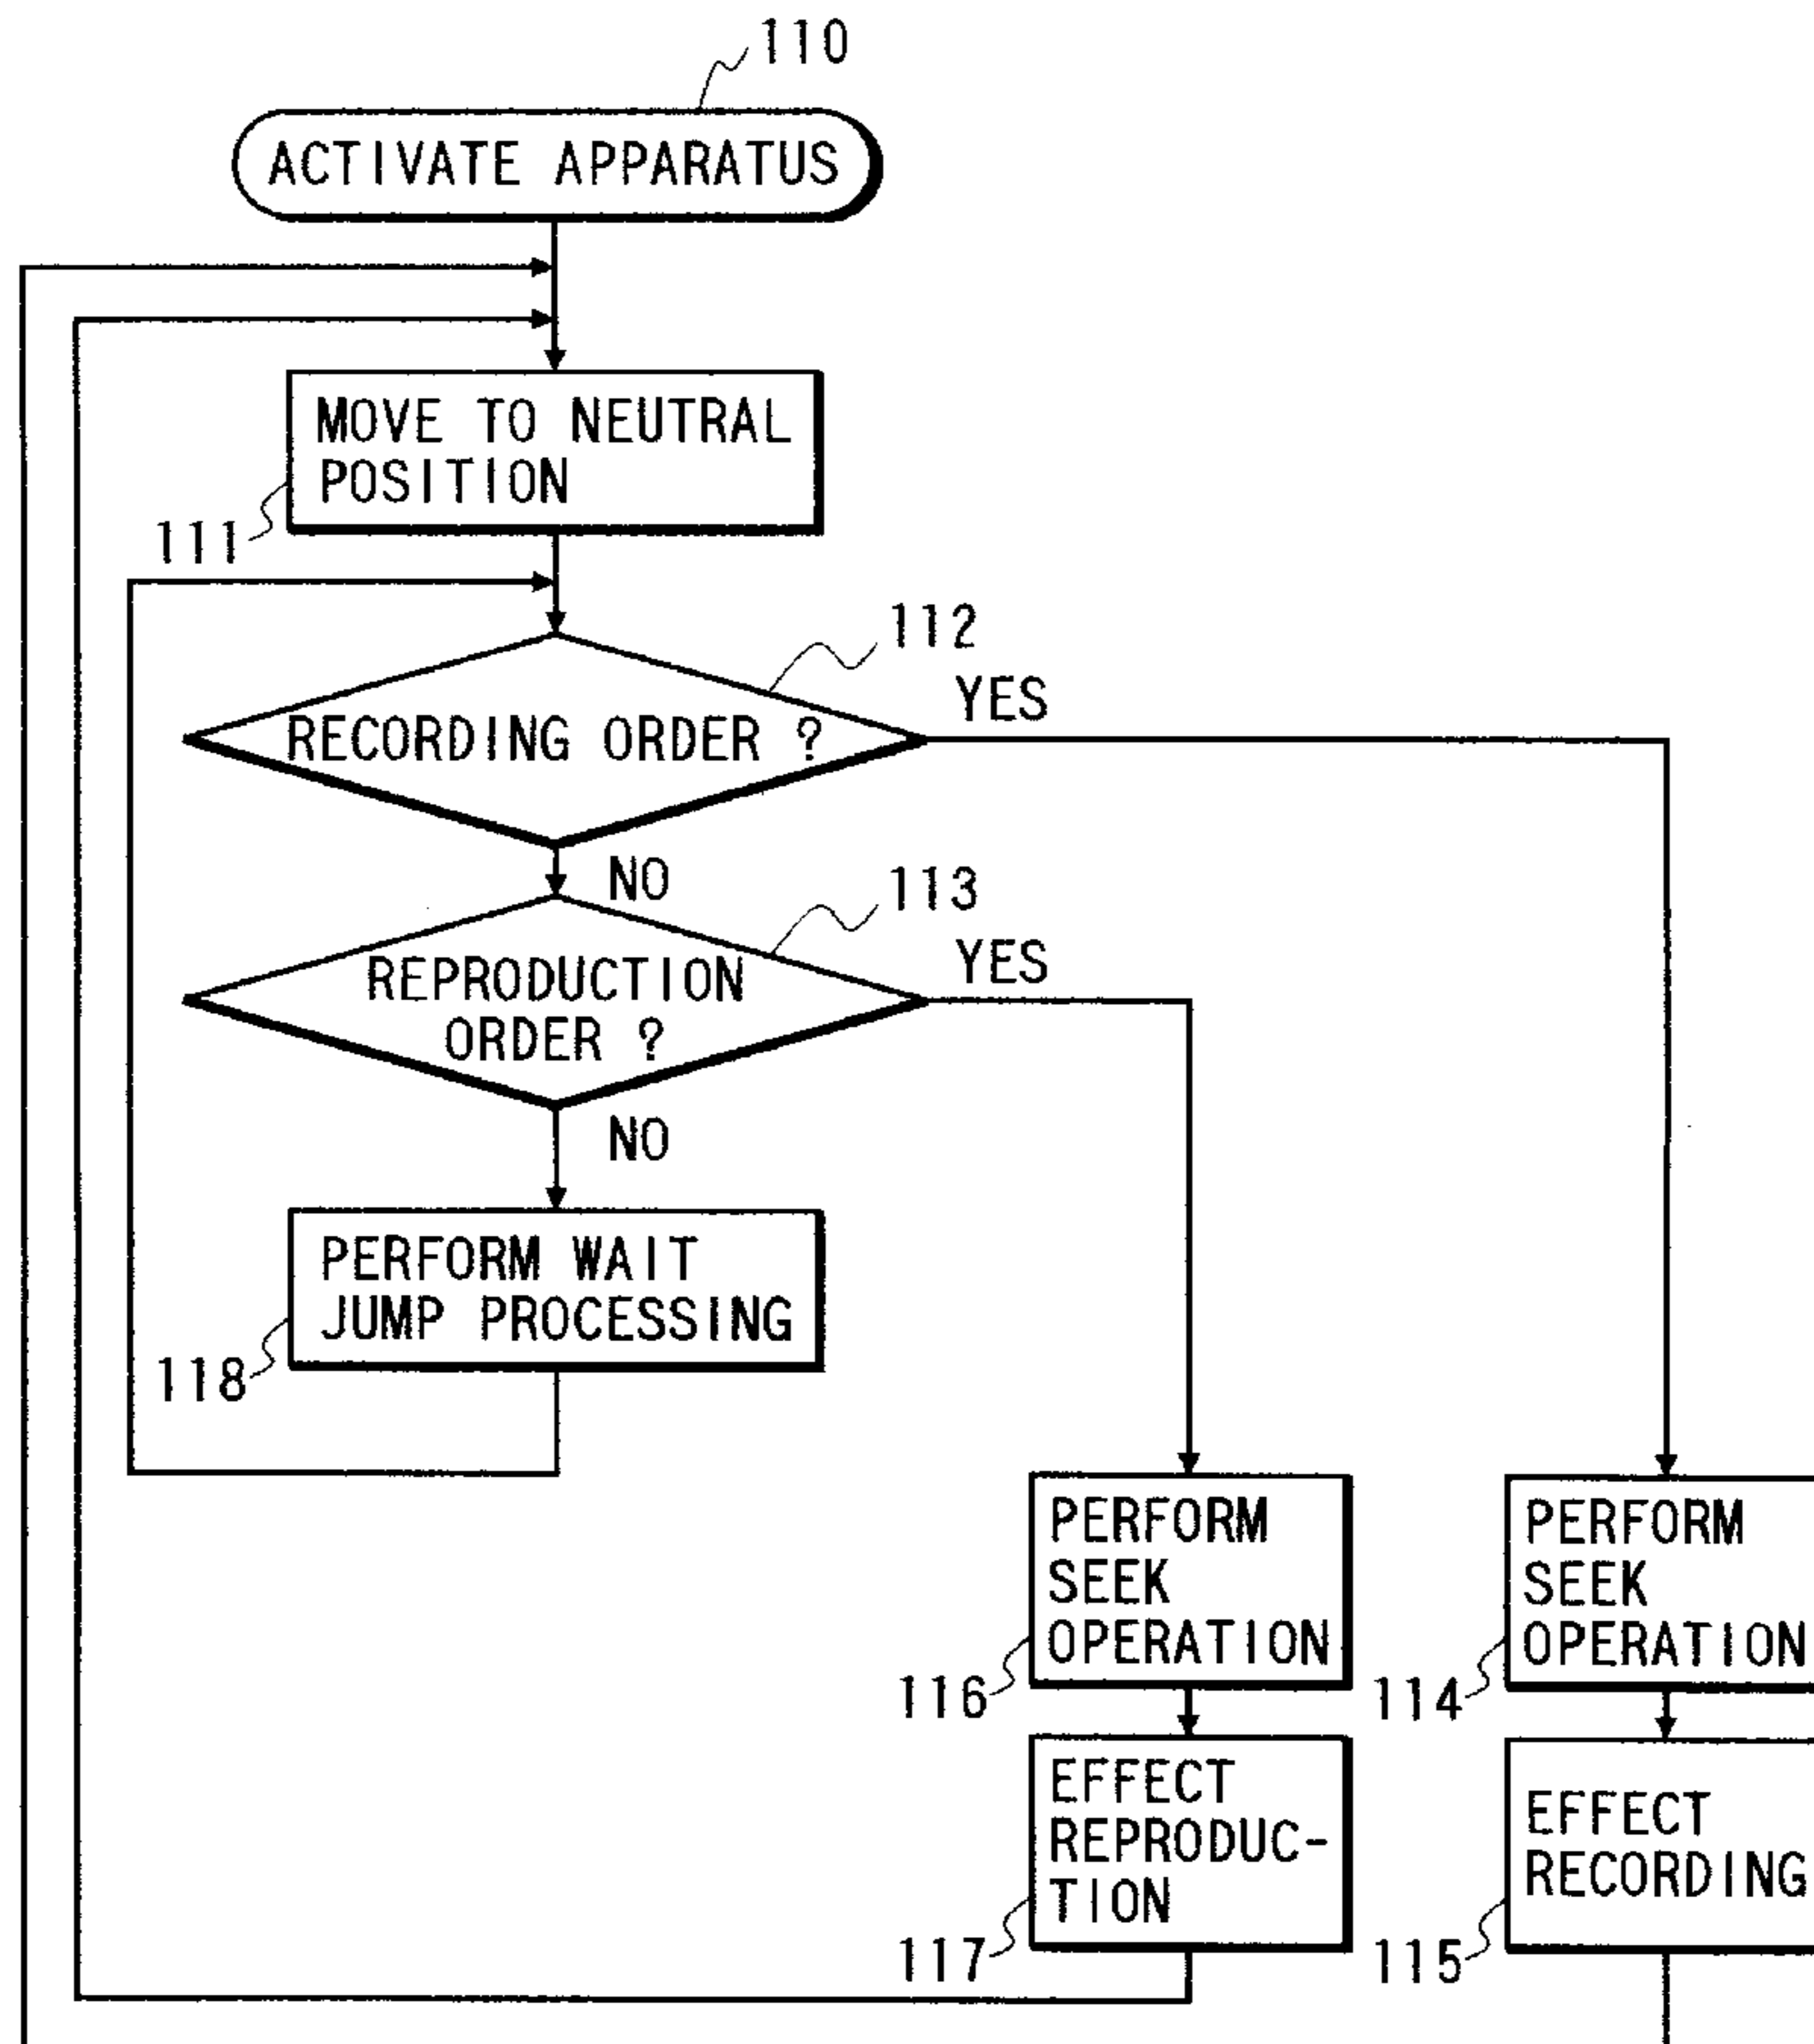 110
ACTIVATE APPARATUS
MOVE TO NEUTRAL
POSITION
111
112
YES
RECORDING ORDER ?
NO
113
YES
REPRODUCTION
ORDER ?
NO
PERFORM WAIT
JUMP PROCESSING
118
PERFORM
SEEK
OPERATION
116
PERFORM
SEEK
OPERATION
114
EFFECT
REPRODUC-
TION
117
EFFECT
RECORDING
115